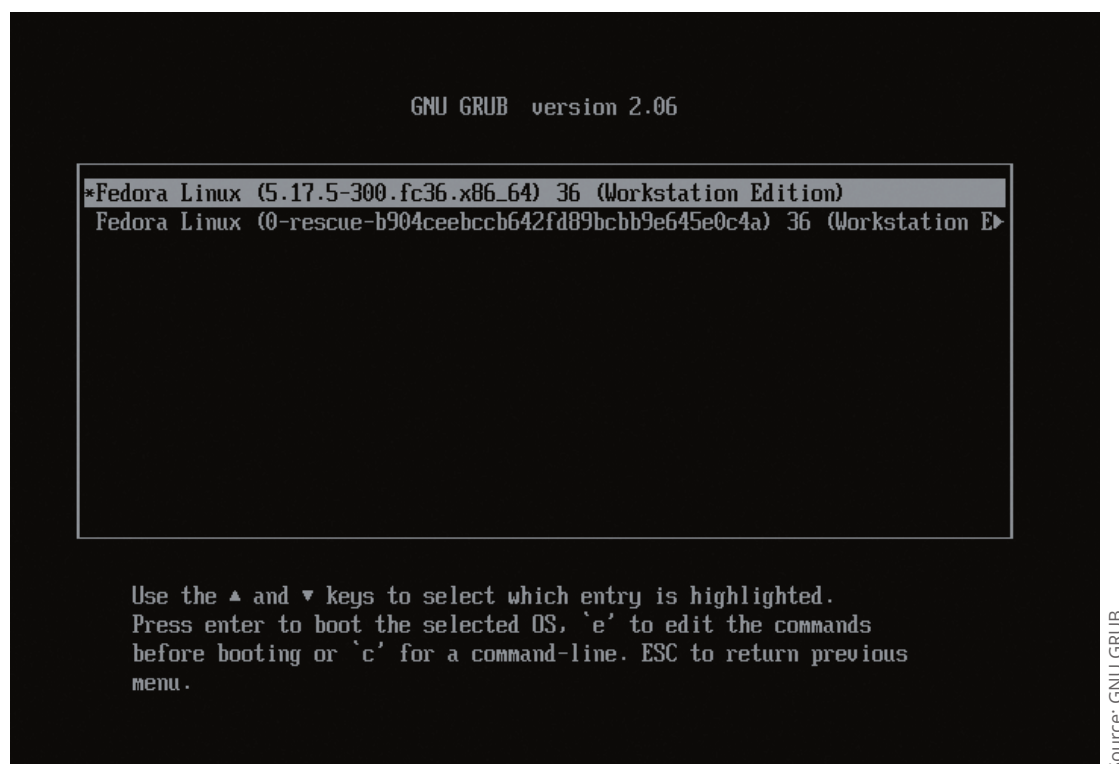 GNU GRUB version 2.06
*Fedora Linux (5.17.5-300.fc36.x86_64) 36 (Workstation Edition)
Fedora Linux (0-rescue-b904ceebccb642fd89bcbb9e645e0c4a) 36 (Workstation E▶
Use the ▲ and ▼ keys to select which entry is highlighted.
Press enter to boot the selected OS, `e' to edit the commands
before booting or `c' for a command-line. ESC to return previous
menu.
Source: GNU GRUB